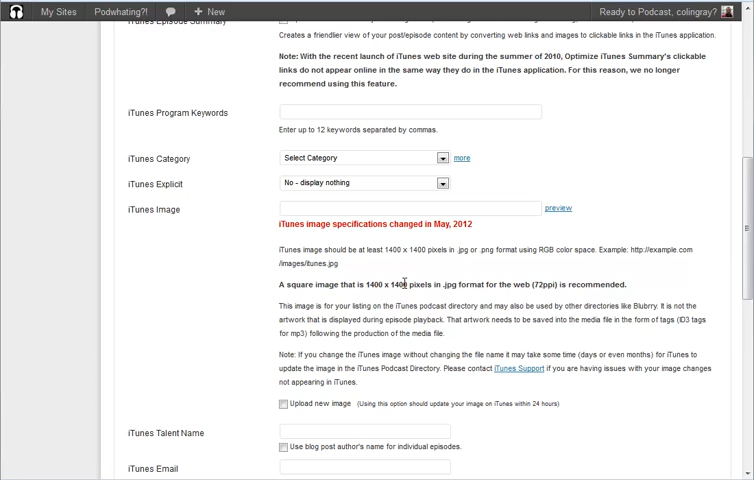 My Sites Podwhating?! New Ready to Podcast, colingray?
iTunes Episode Summary
Creates a friendlier view of your post/episode content by converting web links and images to clickable links in the iTunes application.
Note: With the recent launch of iTunes web site during the summer of 2010, Optimize iTunes Summary's clickable
links do not appear online in the same way they do in the iTunes application. For this reason, we no longer
recommend using this feature.
iTunes Program Keywords
Enter up to 12 keywords separated by commas.
iTunes Category Select Category more
iTunes Explicit No - display nothing
iTunes Image preview
iTunes image specifications changed in May, 2012
iTunes image should be at least 1400 x 1400 pixels in .jpg or .png format using RGB color space. Example: http://example.com
/images/itunes.jpg
A square image that is 1400 x 1400 pixels in .jpg format for the web (72ppi) is recommended.
This image is for your listing on the iTunes podcast directory and may also be used by other directories like Blubrry. It is not the
artwork that is displayed during episode playback. That artwork needs to be saved into the media file in the form of tags (ID3 tags
for mp3) following the production of the media file.
Note: If you change the iTunes image without changing the file name it may take some time (days or even months) for iTunes to
update the image in the iTunes Podcast Directory. Please contact iTunes Support if you are having issues with your image changes
not appearing in iTunes.
Upload new image (Using this option should update your image on iTunes within 24 hours)
iTunes Talent Name
Use blog post author's name for individual episodes.
iTunes Email